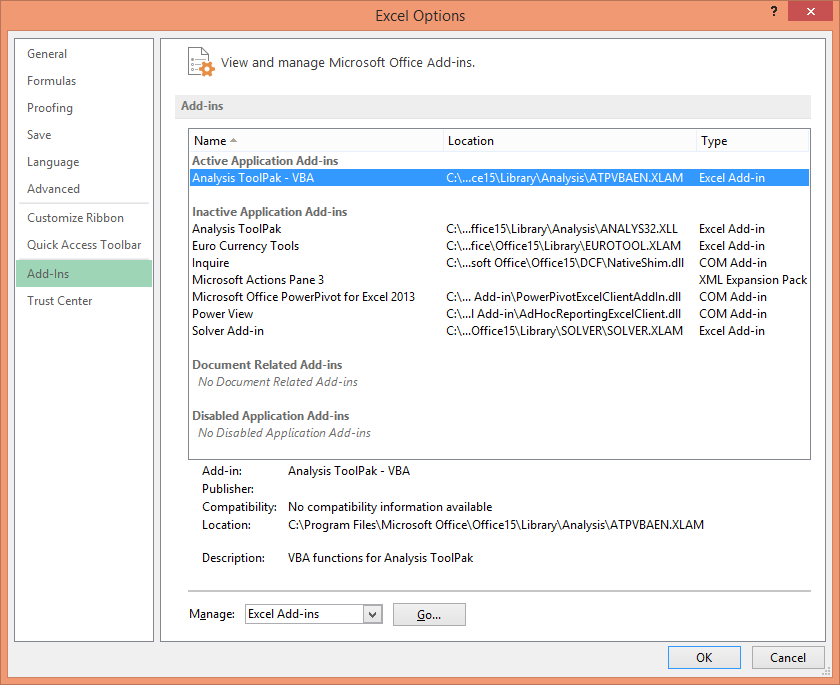 Excel Options
?
General
Formulas
Proofing
Save
Language
Advanced
Customize Ribbon
Quick Access Toolbar
Add-Ins
Trust Center
View and manage Microsoft Office Add-ins.
Add-ins
Name Location Type
Active Application Add-ins
Analysis ToolPak - VBA C:\...ce15\Library\Analysis\ATPVBAEN.XLAM Excel Add-in
Inactive Application Add-ins
Analysis ToolPak C:\...ffice15\Library\Analysis\ANALYS32.XLL Excel Add-in
Euro Currency Tools C:\...fice\Office15\Library\EUROTOOL.XLAM Excel Add-in
Inquire C:\...soft Office\Office15\DCF\NativeShim.dll COM Add-in
Microsoft Actions Pane 3 XML Expansion Pack
Microsoft Office PowerPivot for Excel 2013 C:\... Add-in\PowerPivotExcelClientAddIn.dll COM Add-in
Power View C:\...l Add-in\AdHocReportingExcelClient.dll COM Add-in
Solver Add-in C:\...Office15\Library\SOLVER\SOLVER.XLAM Excel Add-in
Document Related Add-ins
No Document Related Add-ins
Disabled Application Add-ins
No Disabled Application Add-ins
Add-in: Analysis ToolPak - VBA
Publisher:
Compatibility: No compatibility information available
Location: C:\Program Files\Microsoft Office\Office15\Library\Analysis\ATPVBAEN.XLAM
Description: VBA functions for Analysis ToolPak
Manage: Excel Add-ins Go...
OK Cancel